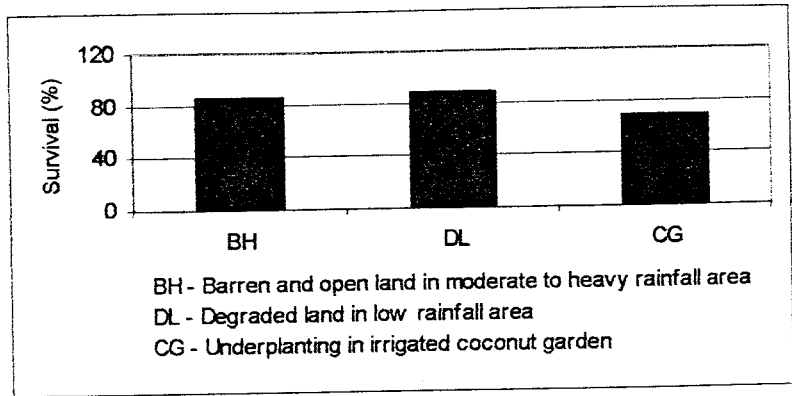 Survival (%)
120
80
40
0
BH DL CG
BH - Barren and open land in moderate to heavy rainfall area
DL - Degraded land in low rainfall area
CG - Underplanting in irrigated coconut garden